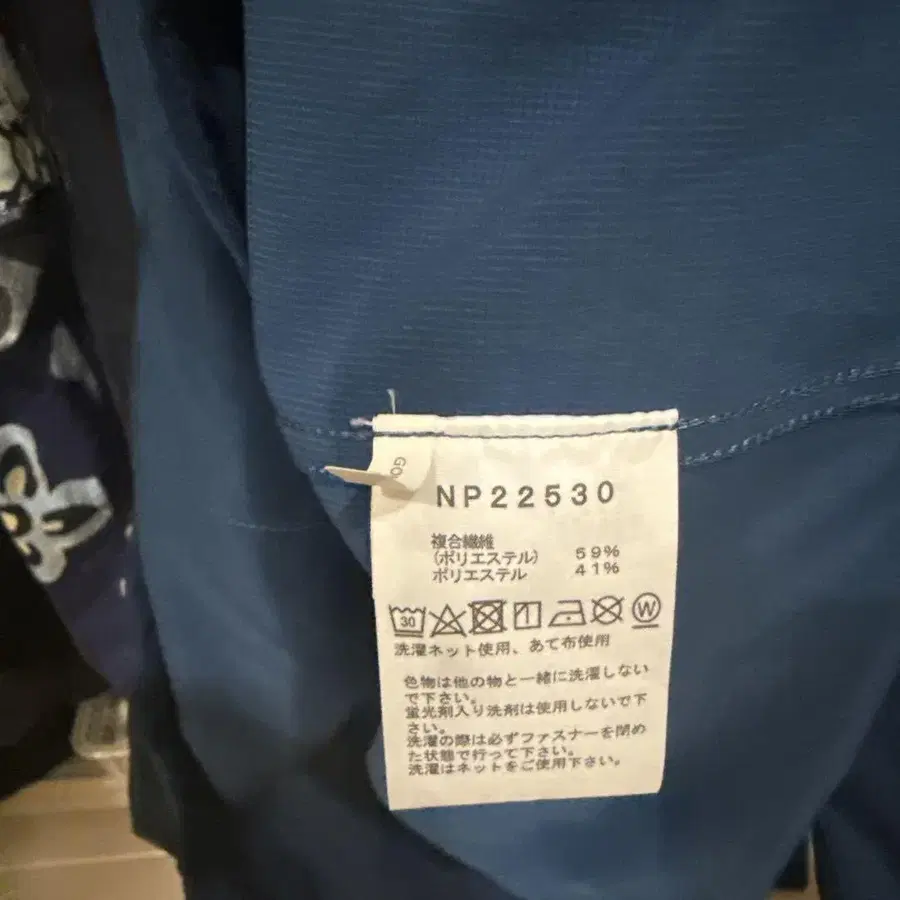 GO
NP22530
複合繊維
(ポリエステル) 59%
ポリエステル 41%
30 W
洗濯ネット使用、あて布使用
色物は他の物と一緒に洗濯しない
で下さい。
蛍光剤入り洗剤は使用しないで下
さい。
洗濯の際は必ずファスナーを閉め
た状態で行って下さい。
洗濯はネットをご使用下さい。